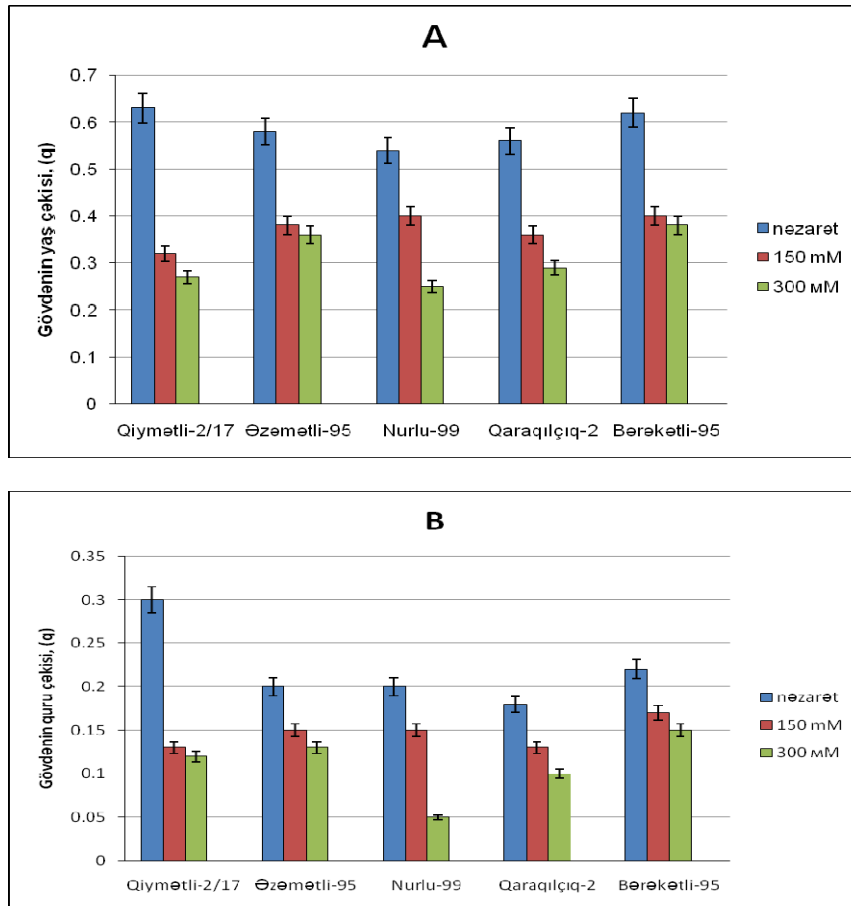 A
Gövdənin yaş çəkisi, (q)
0.7
0.6
0.5
0.4
0.3
0.2
0.1
0
Qiymətli-2/17 Əzəmətli-95 Nurlu-99 Qaraqılçıq-2 Bərəkətli-95
nəzarət
150 mM
300 мM
B
Gövdənin quru çəkisi, (q)
0.35
0.3
0.25
0.2
0.15
0.1
0.05
0
Qiymətli-2/17 Əzəmətli-95 Nurlu-99 Qaraqılçıq-2 Bərəkətli-95
nəzarət
150 mM
300 мM